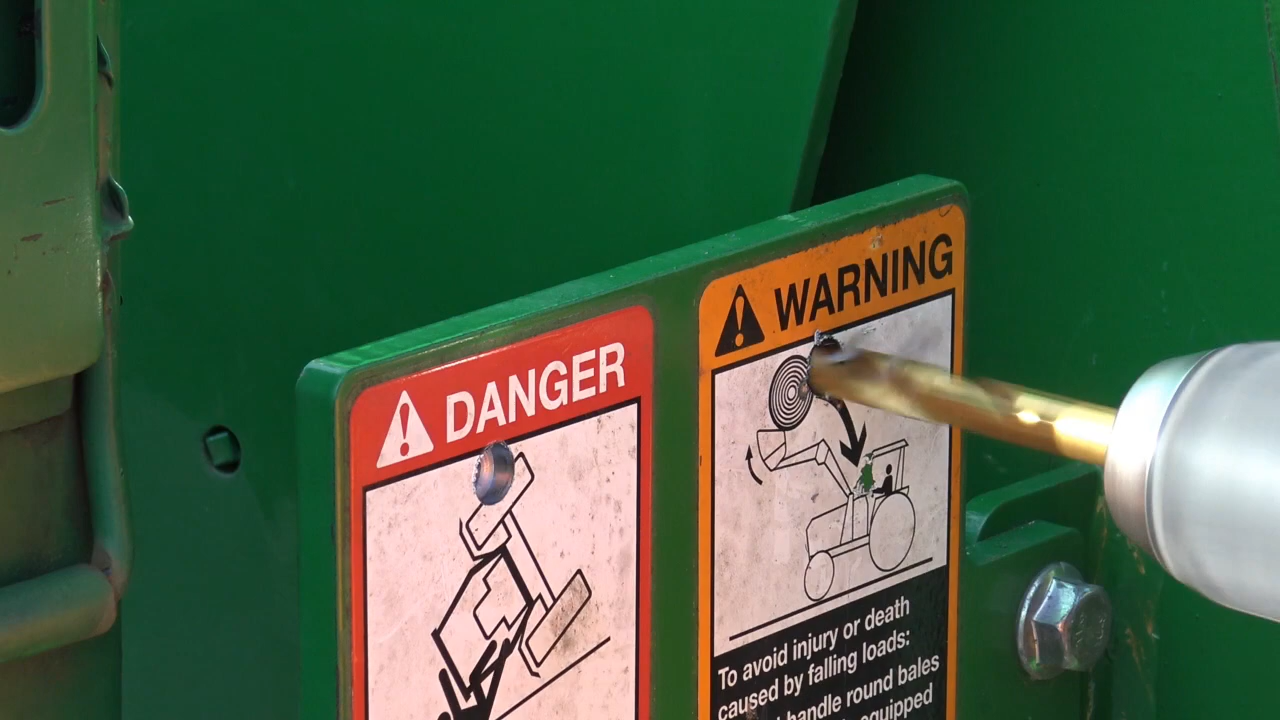 DANGER
WARNING
To avoid injury or death
caused by falling loads:
handle round bales
equipped